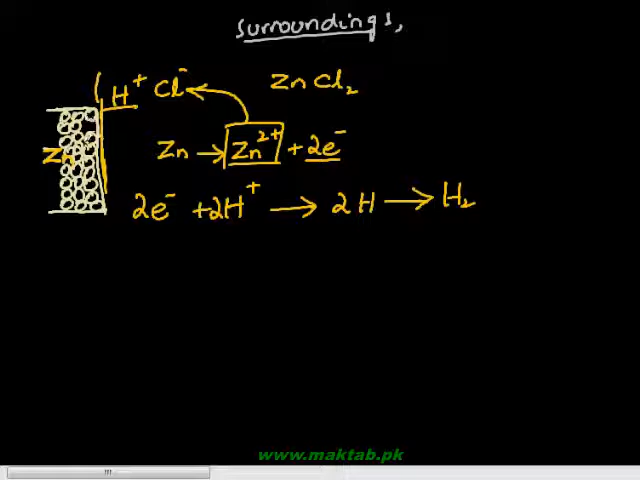 surroundings,
H⁺ Cl⁻ ZnCl₂
Zn Zn → Zn²⁺ + 2e⁻
2e⁻ + 2H⁺ → 2H → H₂
www.maktab.pk